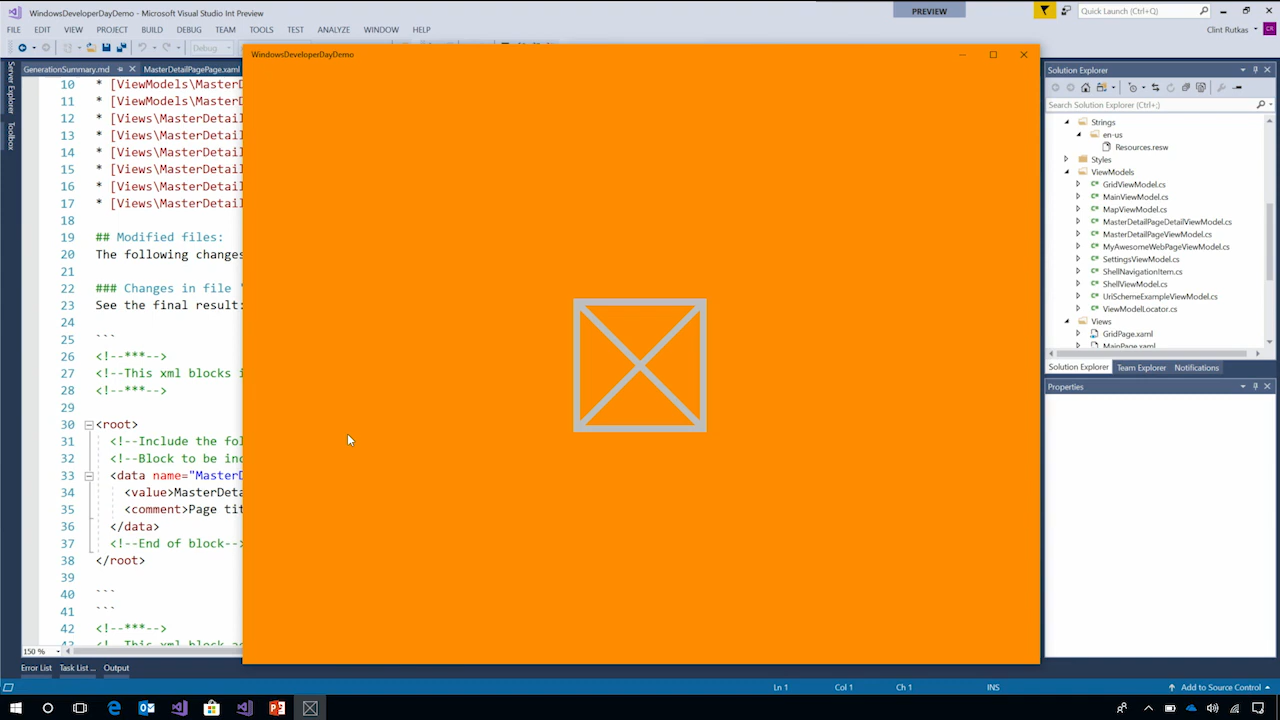 WindowsDeveloperDayDemo - Microsoft Visual Studio Int Preview
PREVIEW
Quick Launch (Ctrl+Q)
FILE EDIT VIEW PROJECT BUILD DEBUG TEAM TOOLS TEST ANALYZE WINDOW HELP
Clint Rutkas
CR
Debug
Server Explorer
Toolbox
GenerationSummary.md
MasterDetailPagePage.xaml
10 * [ViewModels\MasterD
11 * [ViewModels\MasterD
12 * [Views\MasterDetail
13 * [Views\MasterDetail
14 * [Views\MasterDetail
15 * [Views\MasterDetail
16 * [Views\MasterDetail
17 * [Views\MasterDetail
18
19 ## Modified files:
20 The following changes
21
22 ### Changes in file '
23 See the final result:
24
25 ```
26 <!--***-->
27 <!--This xml blocks i
28 <!--***-->
29
30 <root>
31 <!--Include the fol
32 <!--Block to be inc
33 <data name="MasterD
34 <value>MasterDeta
35 <comment>Page tit
36 </data>
37 <!--End of block--
38 </root>
39
40 ```
41 ```
42 <!--***-->
150 %
Error List Task List ... Output
WindowsDeveloperDayDemo
Solution Explorer
Search Solution Explorer (Ctrl+;)
Strings
en-us
Resources.resw
Styles
ViewModels
GridViewModel.cs
MainViewModel.cs
MapViewModel.cs
MasterDetailPageDetailViewModel.cs
MasterDetailPageViewModel.cs
MyAwesomeWebPageViewModel.cs
SettingsViewModel.cs
ShellNavigationItem.cs
ShellViewModel.cs
UriSchemeExampleViewModel.cs
ViewModelLocator.cs
Views
GridPage.xaml
MainPage.xaml
Solution Explorer Team Explorer Notifications
Properties
Ln 1 Col 1 Ch 1 INS
Add to Source Control